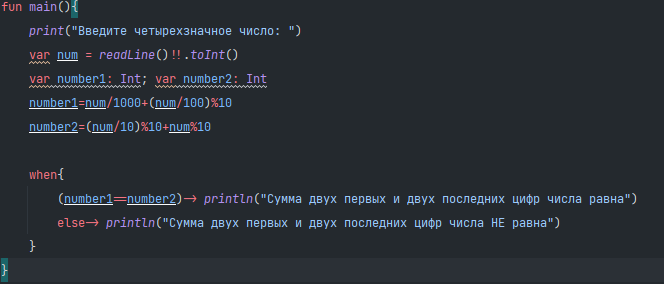 fun main(){
print("Введите четырехзначное число: ")
var num = readLine()!!.toInt()
var number1: Int; var number2: Int
number1=num/1000+(num/100)%10
number2=(num/10)%10+num%10
when{
(number1==number2)-> println("Сумма двух первых и двух последних цифр числа равна")
else-> println("Сумма двух первых и двух последних цифр числа НЕ равна")
}
}